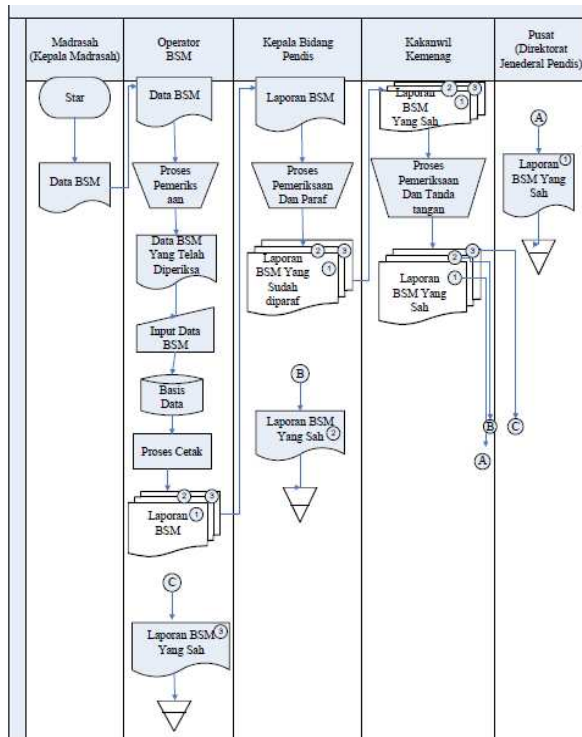 Madrasah
(Kepala Madrasah)
Operator
BSM
Kepala Bidang
Pendis
Kakanwil
Kemenag
Pusat
(Direktorat
Jenederal Pendis)
Star
Data BSM
Data BSM
Proses
Pemeriks
aan
Data BSM
Yang Telah
Diperiksa
Input Data
BSM
Basis
Data
Proses Cetak
2 3
Laporan 1
BSM
C
Laporan BSM 3
Yang Sah
Laporan BSM
Proses
Pemeriksaan
Dan Paraf
2 3
Laporan
BSM Yang 1
Sudah
diparaf
B
Laporan BSM
Yang Sah 2
2 3
Laporan
BSM 1
Yang Sah
Proses
Pemeriksaan
Dan Tanda
tangan
2 3
Laporan 1
BSM Yang
Sah
B
C
A
A
Laporan 1
BSM Yang
Sah